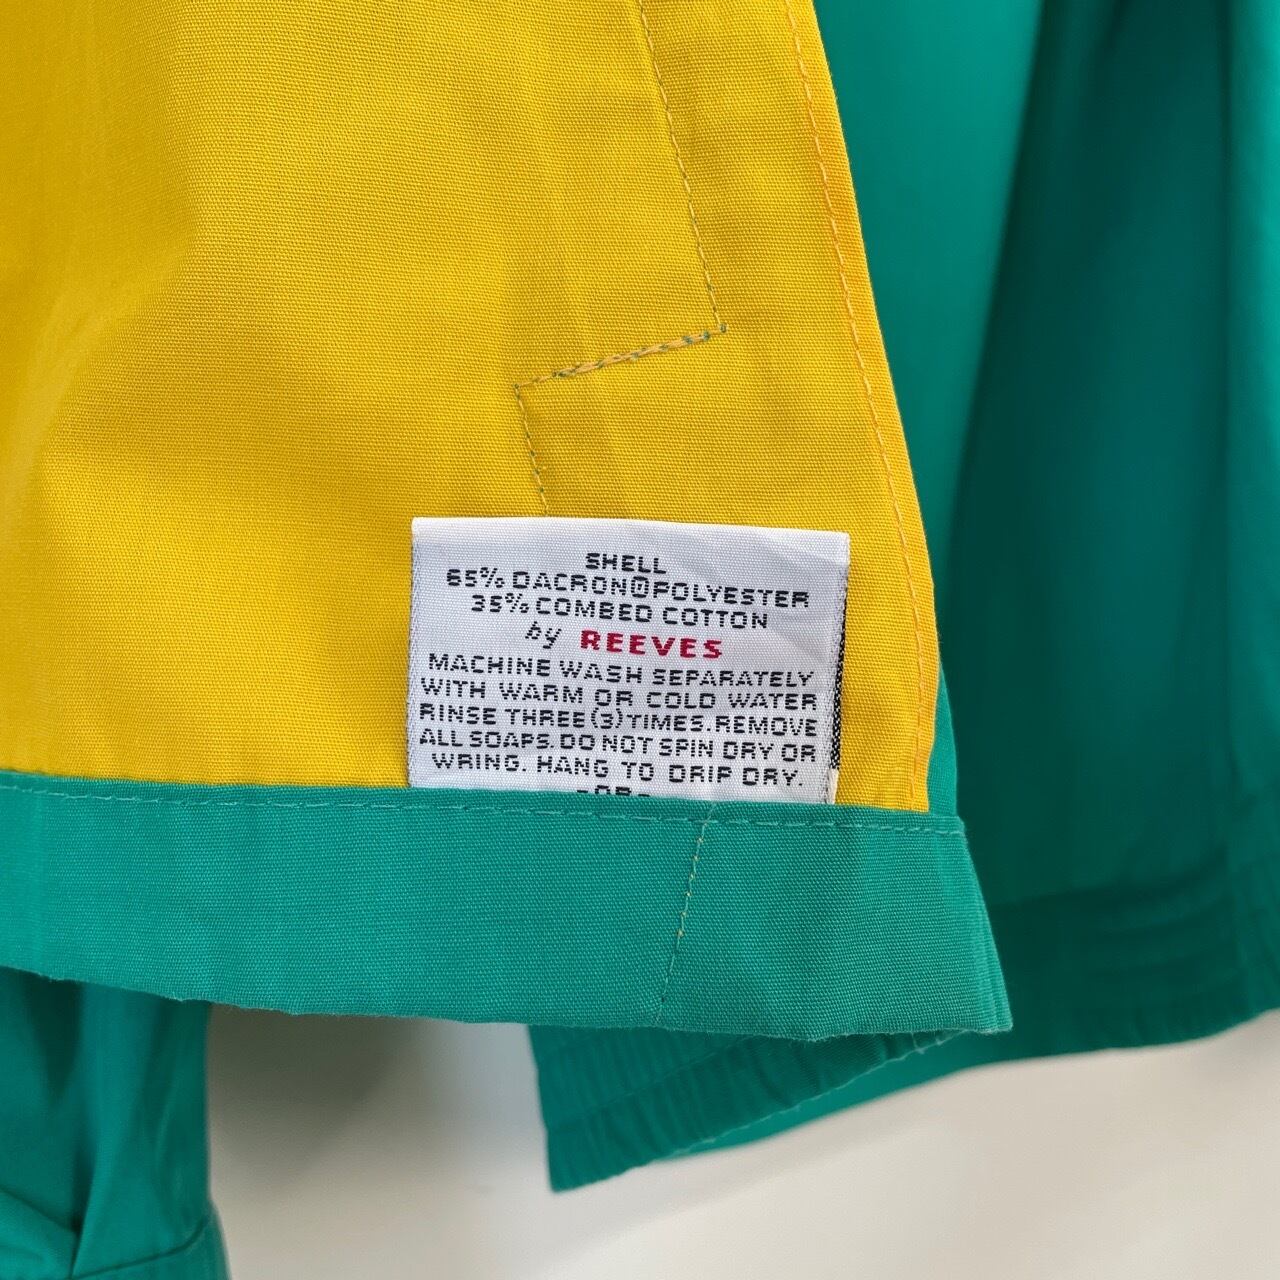 SHELL
65% DACRON® POLYESTER
35% COMBED COTTON
by REEVES
MACHINE WASH SEPARATELY
WITH WARM OR COLD WATER
RINSE THREE (3) TIMES. REMOVE
ALL SOAPS. DO NOT SPIN DRY OR
WRING. HANG TO DRIP DRY.
-OR-